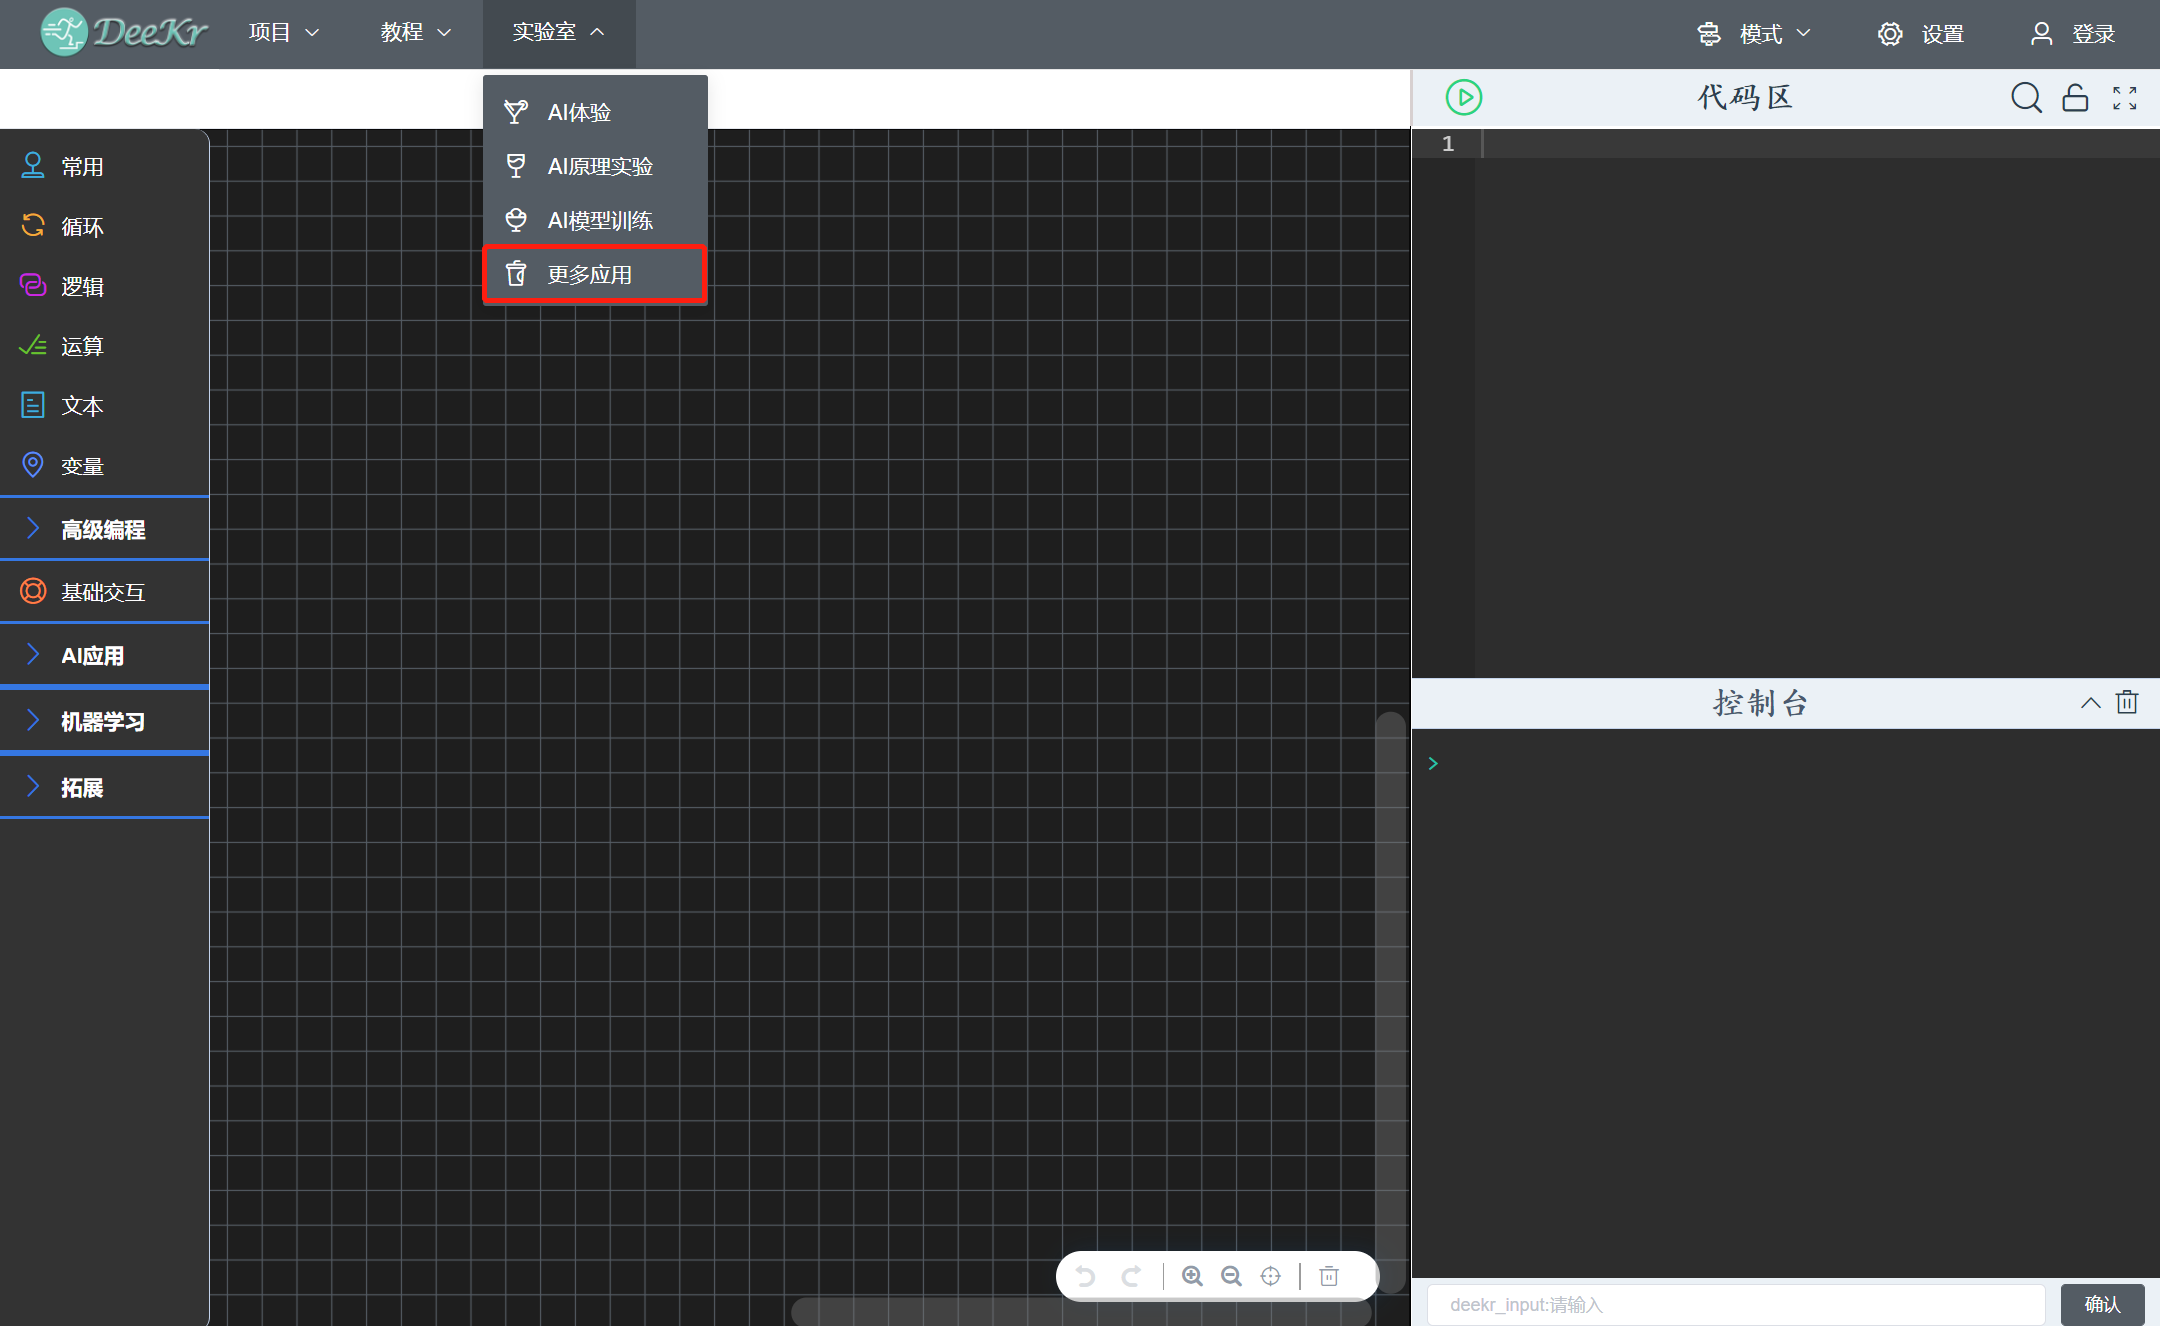 DeeKr
项目
教程
实验室
模式
设置
登录
AI体验
AI原理实验
AI模型训练
更多应用
常用
循环
逻辑
运算
文本
变量
高级编程
基础交互
AI应用
机器学习
拓展
代码区
1
控制台
>
deekr_input:请输入
确认